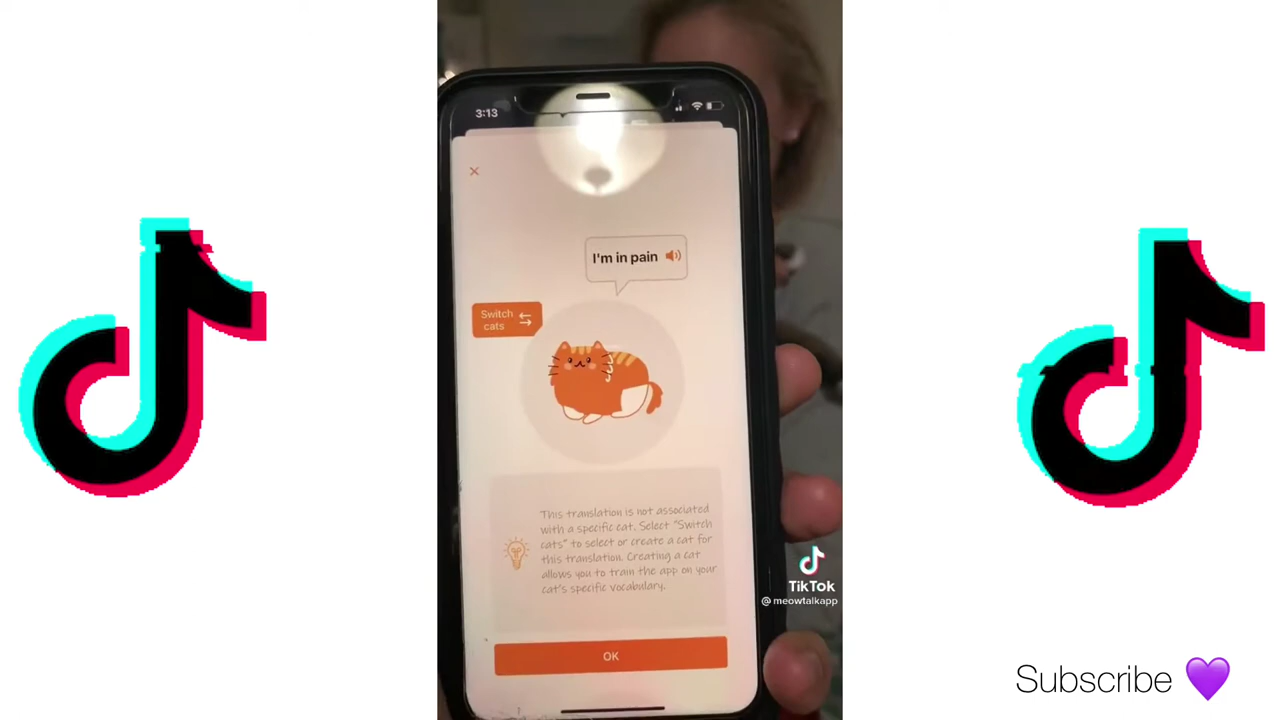 3:13
I'm in pain
Switch
cats
This translation is not associated
with a specific cat. Select "Switch
cats" to select or create a cat for
this translation. Creating a cat
allows you to train the app on your
cat's specific vocabulary.
OK
TikTok
@meowtalkapp
Subscribe